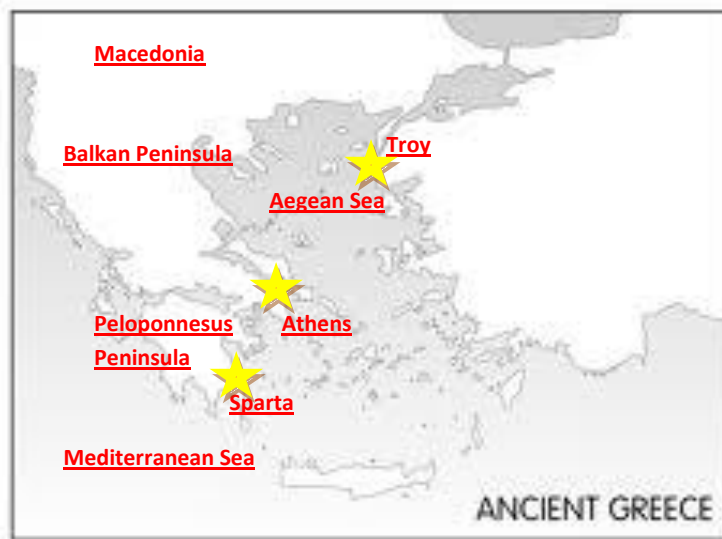 Macedonia
Balkan Peninsula
Troy
Aegean Sea
Peloponnesus
Peninsula
Athens
Sparta
Mediterranean Sea
ANCIENT GREECE